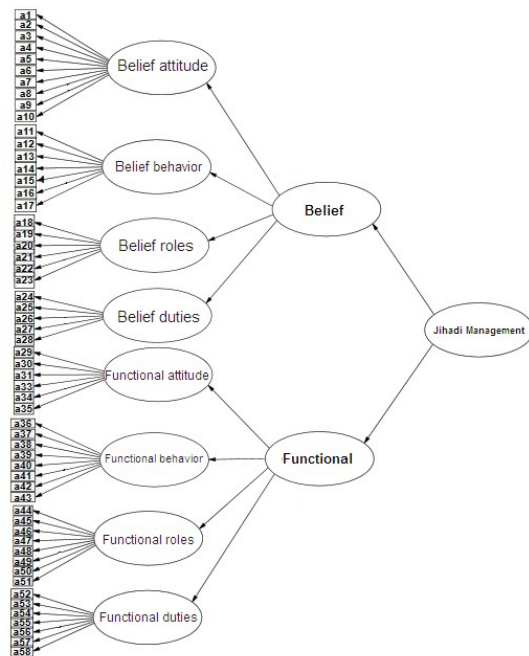 a1
a2
a3
a4
a5
a6
a7
a8
a9
a10
Belief attitude
a11
a12
a13
a14
a15
a16
a17
Belief behavior
a18
a19
a20
a21
a22
a23
Belief roles
a24
a25
a26
a27
a28
Belief duties
a29
a30
a31
a33
a34
a35
Functional attitude
a36
a37
a38
a39
a40
a41
a42
a43
Functional behavior
a44
a45
a46
a47
a48
a49
a50
a51
Functional roles
a52
a53
a54
a55
a56
a57
a58
Functional duties
Belief
Functional
Jihadi Management